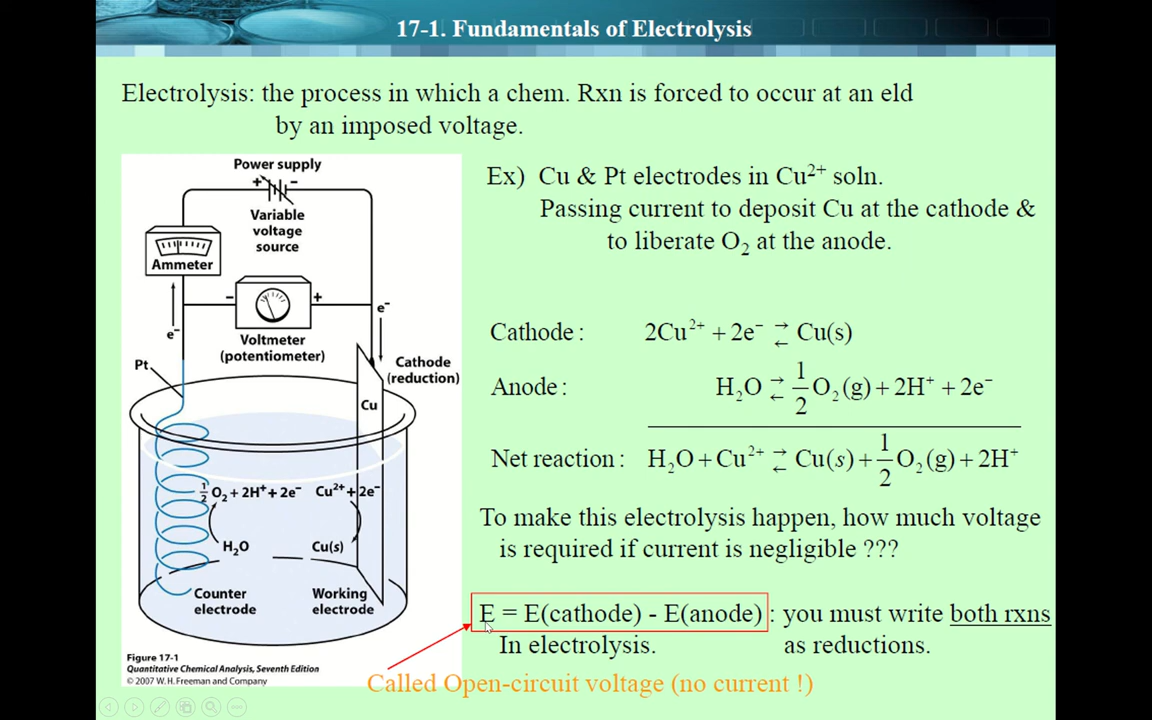 17-1. Fundamentals of Electrolysis
Electrolysis: the process in which a chem. Rxn is forced to occur at an eld
by an imposed voltage.
Power supply
+ -
Variable
voltage
source
Ammeter
- +
e⁻
e⁻
Voltmeter
(potentiometer)
Pt
Cathode
(reduction)
Cu
½ O₂ + 2H⁺ + 2e⁻ Cu²⁺ + 2e⁻
H₂O Cu(s)
Counter
electrode
Working
electrode
Figure 17-1
Quantitative Chemical Analysis, Seventh Edition
© 2007 W. H. Freeman and Company
Ex) Cu & Pt electrodes in Cu²⁺ soln.
Passing current to deposit Cu at the cathode &
to liberate O₂ at the anode.
Cathode : 2Cu²⁺ + 2e⁻ ⇄ Cu(s)
Anode : H₂O ⇄ 1/2 O₂(g) + 2H⁺ + 2e⁻
Net reaction : H₂O + Cu²⁺ ⇄ Cu(s) + 1/2 O₂(g) + 2H⁺
To make this electrolysis happen, how much voltage
is required if current is negligible ???
E = E(cathode) - E(anode) : you must write both rxns
In electrolysis. as reductions.
Called Open-circuit voltage (no current !)